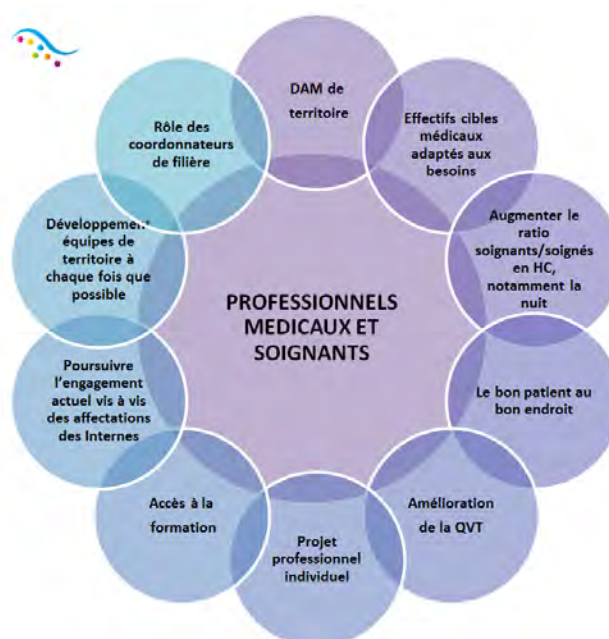 DAM de
territoire
Effectifs cibles
médicaux
adaptés aux
besoins
Augmenter le
ratio
soignants/soignés
en HC,
notamment la
nuit
Le bon patient au
bon endroit
Amélioration
de la QVT
Projet
professionnel
individuel
Accès à la
formation
Poursuivre
l'engagement
actuel vis à vis
des affectations
des Internes
Développement
équipes de
territoire à
chaque fois que
possible
Rôle des
coordonnateurs
de filière
PROFESSIONNELS
MEDICAUX ET
SOIGNANTS